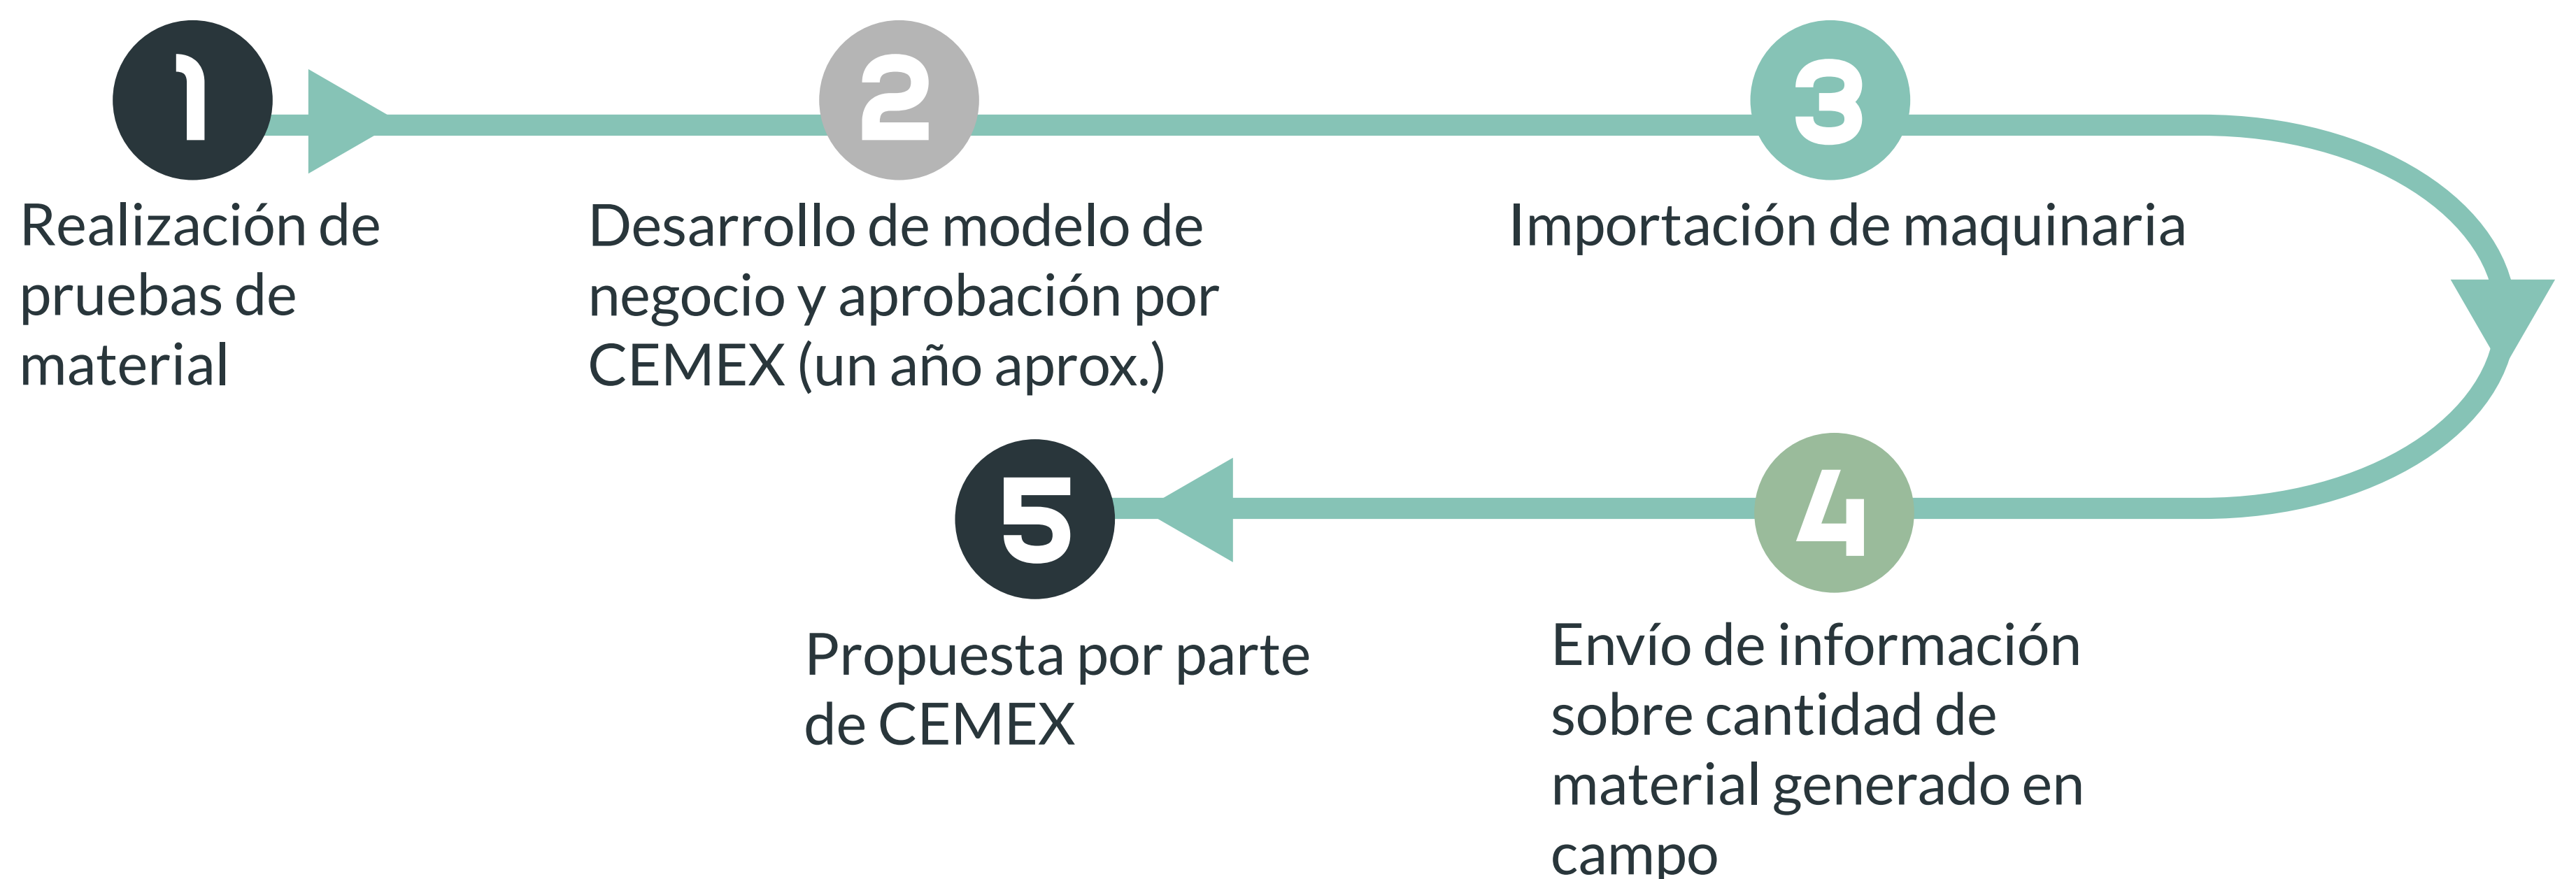 1
Realización de
pruebas de
material
2
Desarrollo de modelo de
negocio y aprobación por
CEMEX (un año aprox.)
3
Importación de maquinaria
4
Envío de información
sobre cantidad de
material generado en
campo
5
Propuesta por parte
de CEMEX